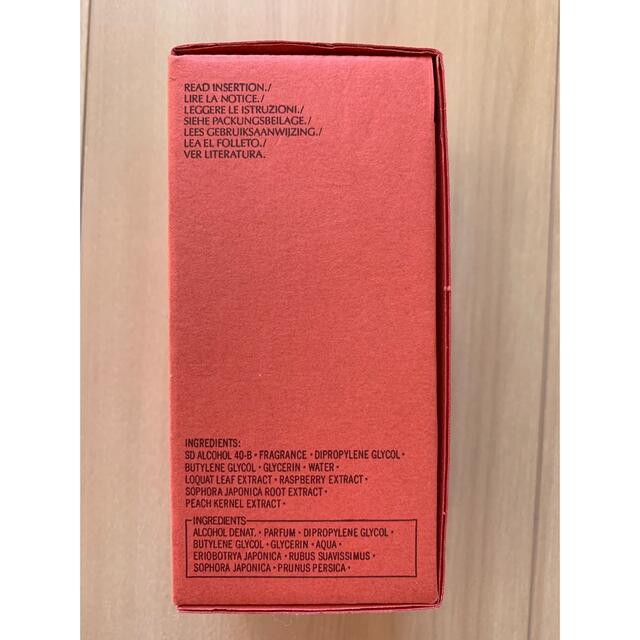 READ INSERTION./
LIRE LA NOTICE./
LEGGERE LE ISTRUZIONI./
SIEHE PACKUNGSBEILAGE./
LEES GEBRUIKSAANWIJZING./
LEA EL FOLLETO./
VER LITERATURA.
INGREDIENTS:
SD ALCOHOL 40-B • FRAGRANCE • DIPROPYLENE GLYCOL •
BUTYLENE GLYCOL • GLYCERIN • WATER •
LOQUAT LEAF EXTRACT • RASPBERRY EXTRACT •
SOPHORA JAPONICA ROOT EXTRACT •
PEACH KERNEL EXTRACT •
INGREDIENTS
ALCOHOL DENAT. • PARFUM • DIPROPYLENE GLYCOL •
BUTYLENE GLYCOL • GLYCERIN • AQUA •
ERIOBOTRYA JAPONICA • RUBUS SUAVISSIMUS •
SOPHORA JAPONICA • PRUNUS PERSICA •